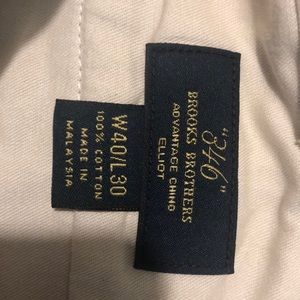 "346"
BROOKS BROTHERS
ADVANTAGE CHINO
ELLIOT
W40/L30
100% COTTON
MADE IN
MALAYSIA